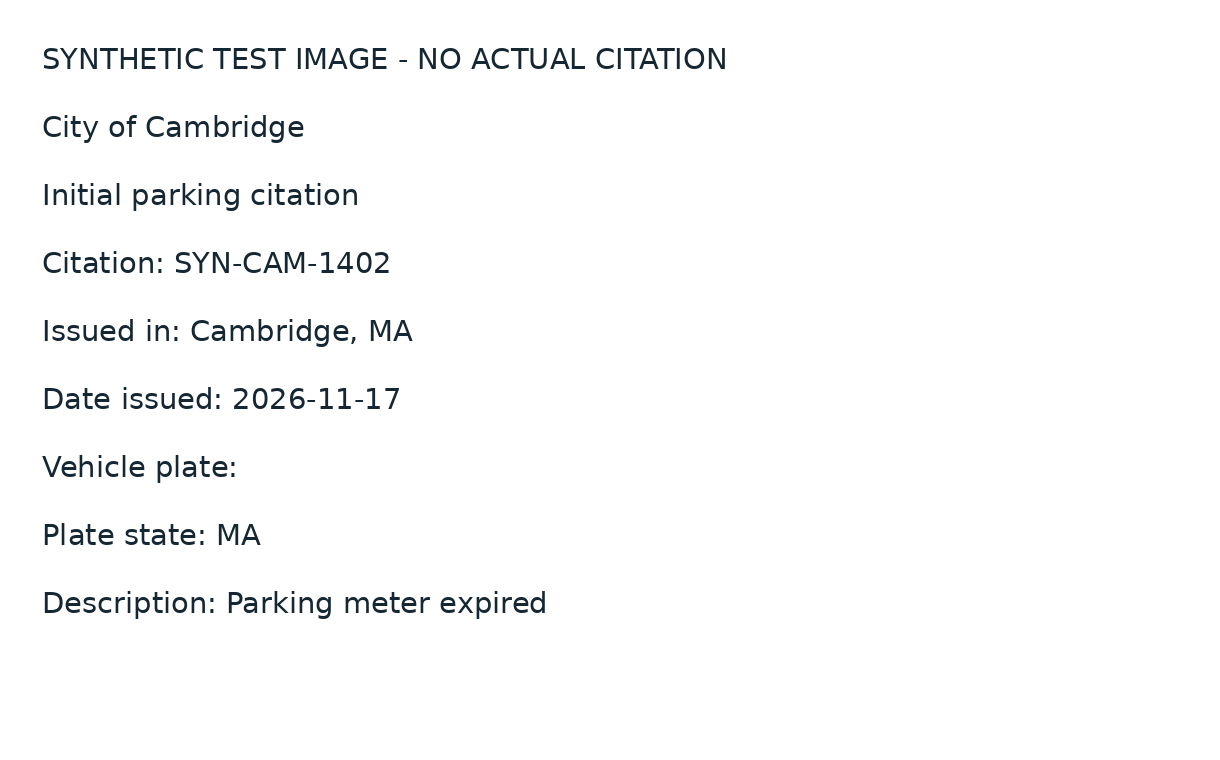 SYNTHETIC TEST IMAGE - NO ACTUAL CITATION
City of Cambridge
Initial parking citation
Citation: SYN-CAM-1402
Issued in: Cambridge, MA
Date issued: 2026-11-17
Vehicle plate:
Plate state: MA
Description: Parking meter expired